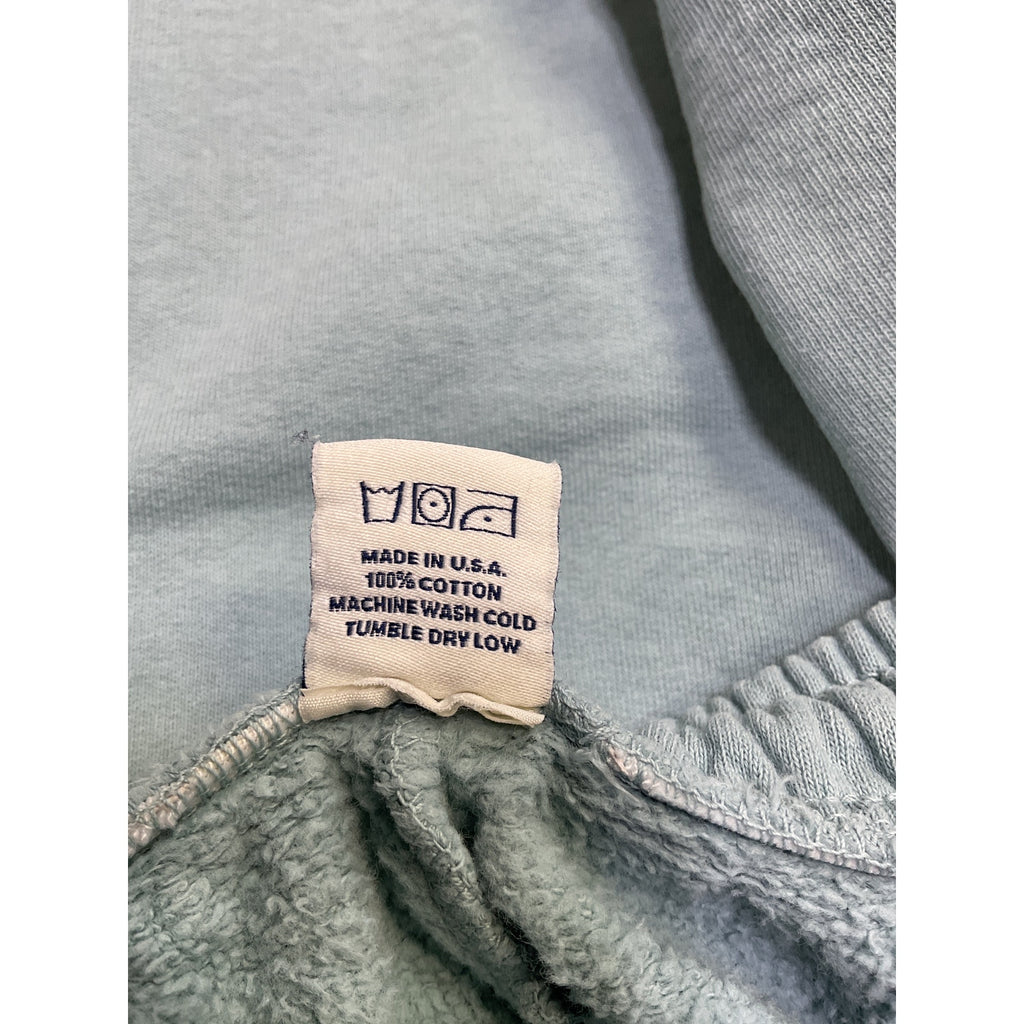 MADE IN U.S.A.
100% COTTON
MACHINE WASH COLD
TUMBLE DRY LOW